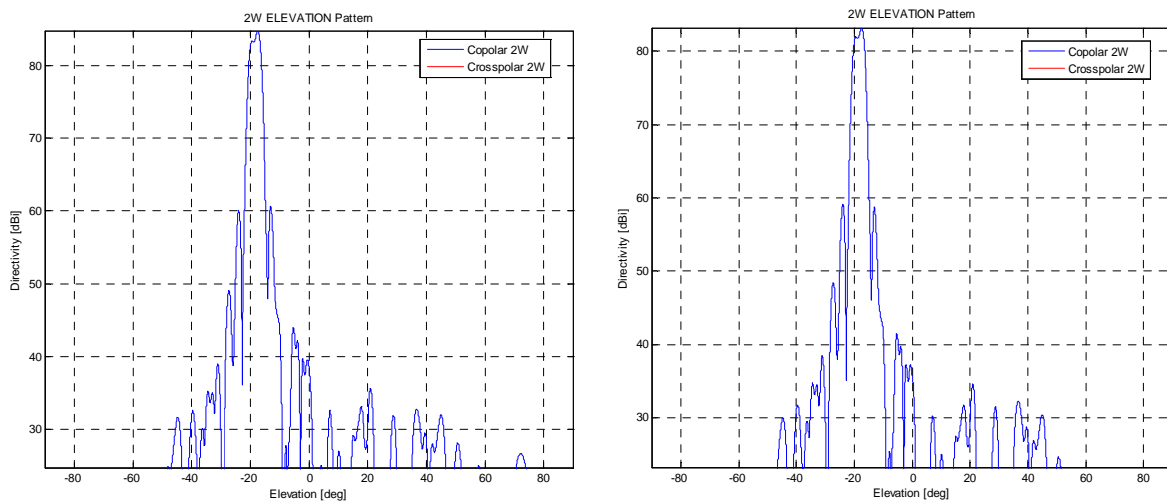 2W ELEVATION Pattern
Copolar 2W
Crosspolar 2W
80
70
60
50
40
30
Directivity [dBi]
-80 -60 -40 -20 0 20 40 60 80
Elevation [deg]
2W ELEVATION Pattern
Copolar 2W
Crosspolar 2W
80
70
60
50
40
30
Directivity [dBi]
-80 -60 -40 -20 0 20 40 60 80
Elevation [deg]